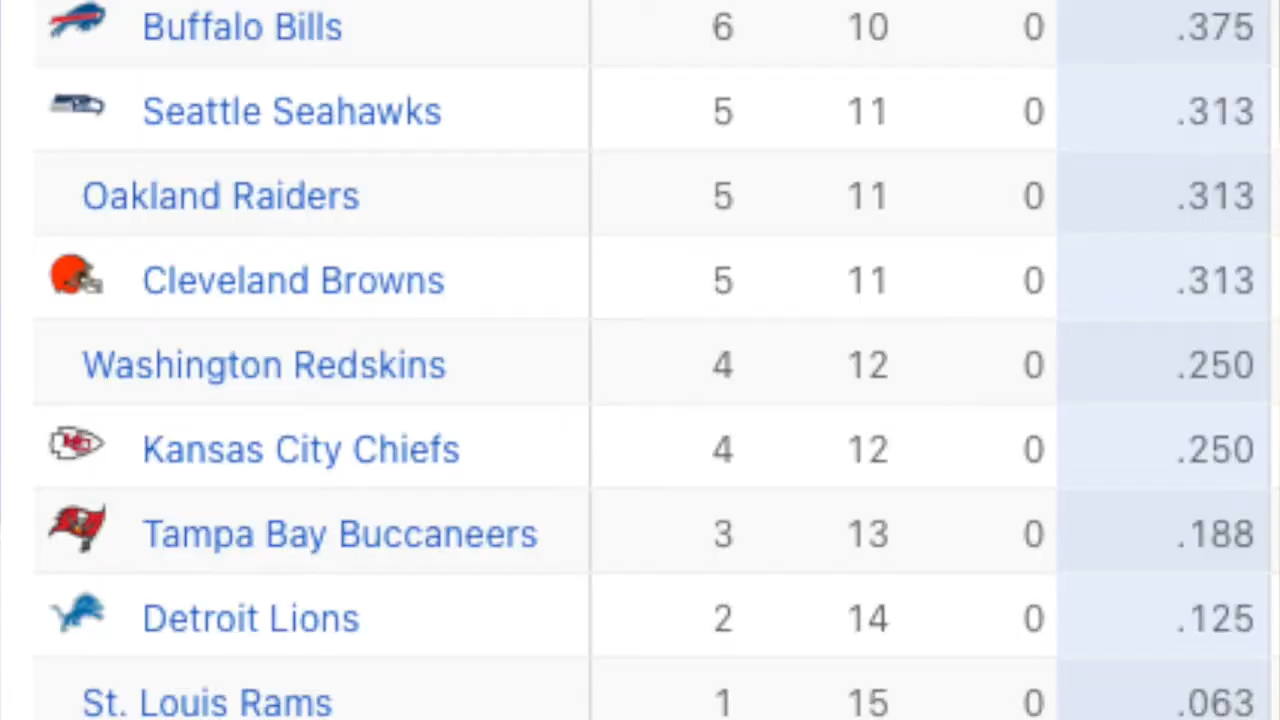 Buffalo Bills 6 10 0 .375
Seattle Seahawks 5 11 0 .313
Oakland Raiders 5 11 0 .313
Cleveland Browns 5 11 0 .313
Washington Redskins 4 12 0 .250
Kansas City Chiefs 4 12 0 .250
Tampa Bay Buccaneers 3 13 0 .188
Detroit Lions 2 14 0 .125
St. Louis Rams 1 15 0 .063